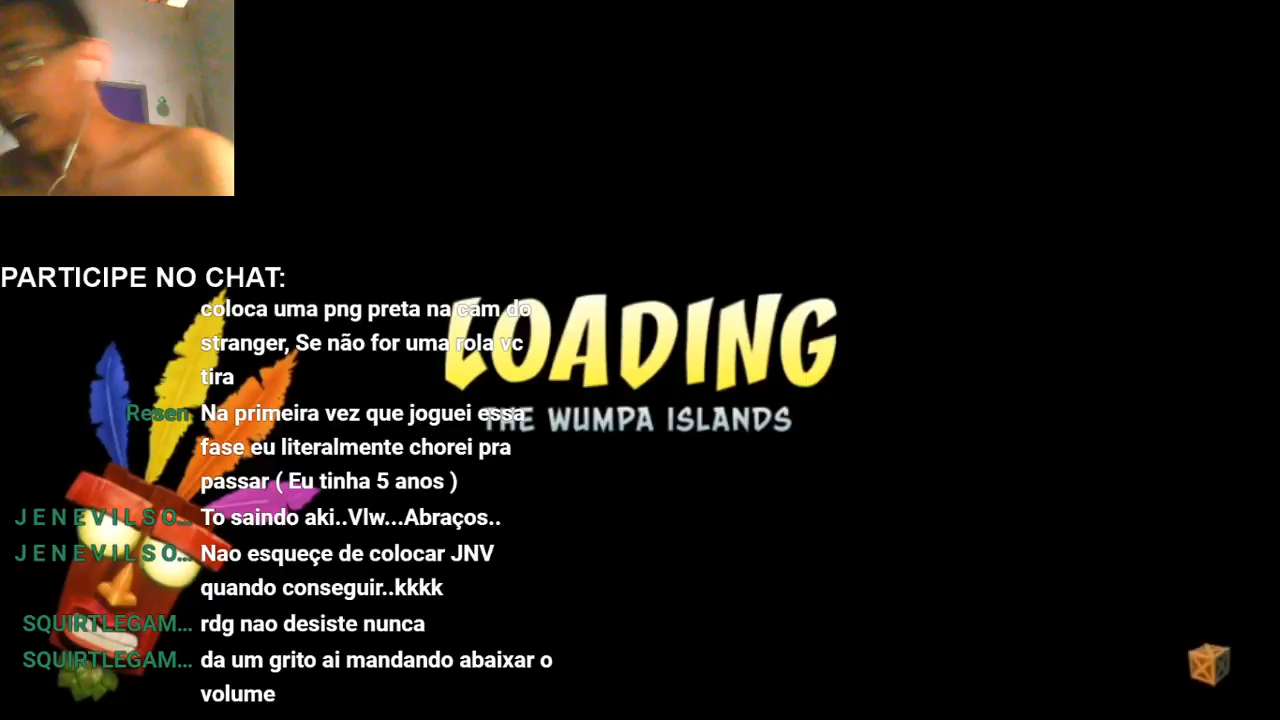 PARTICIPE NO CHAT:
coloca uma png preta na cam do
stranger, Se não for uma rola vc
tira
Resen Na primeira vez que joguei essa
fase eu literalmente chorei pra
passar ( Eu tinha 5 anos )
J E N E V I L S O... To saindo aki..Vlw...Abraços..
J E N E V I L S O... Nao esqueçe de colocar JNV
quando conseguir..kkkk
SQUIRTLEGAM... rdg nao desiste nunca
SQUIRTLEGAM... da um grito ai mandando abaixar o
volume
LOADING
THE WUMPA ISLANDS